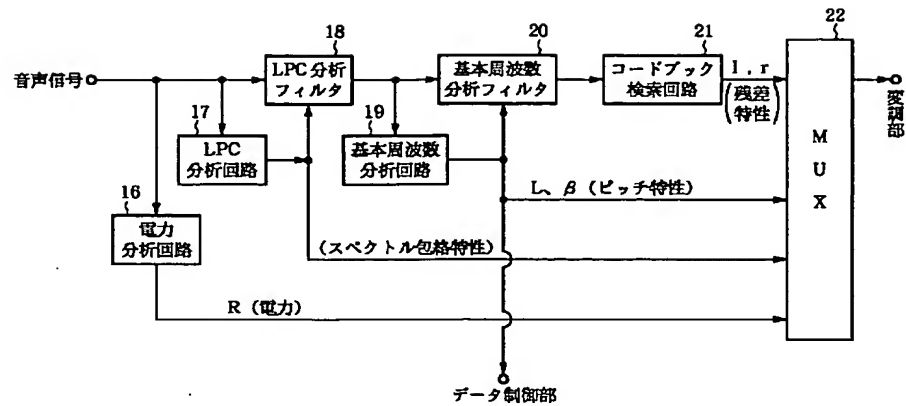 22
18
20
21
LPC 分析
フィルタ
基本周波数
分析フィルタ
コードブック
検索回路
I , r
(残差
特性)
音声信号
変調部
17
19
LPC
分析回路
基本周波数
分析回路
MUX
L、β (ピッチ特性)
16
電力
分析回路
(スペクトル包格特性)
R (電力)
データ制御部